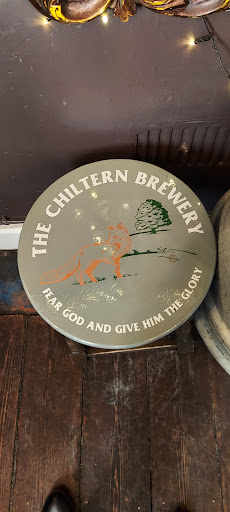 THE CHILTERN BREWERY
FEAR GOD AND GIVE HIM THE GLORY